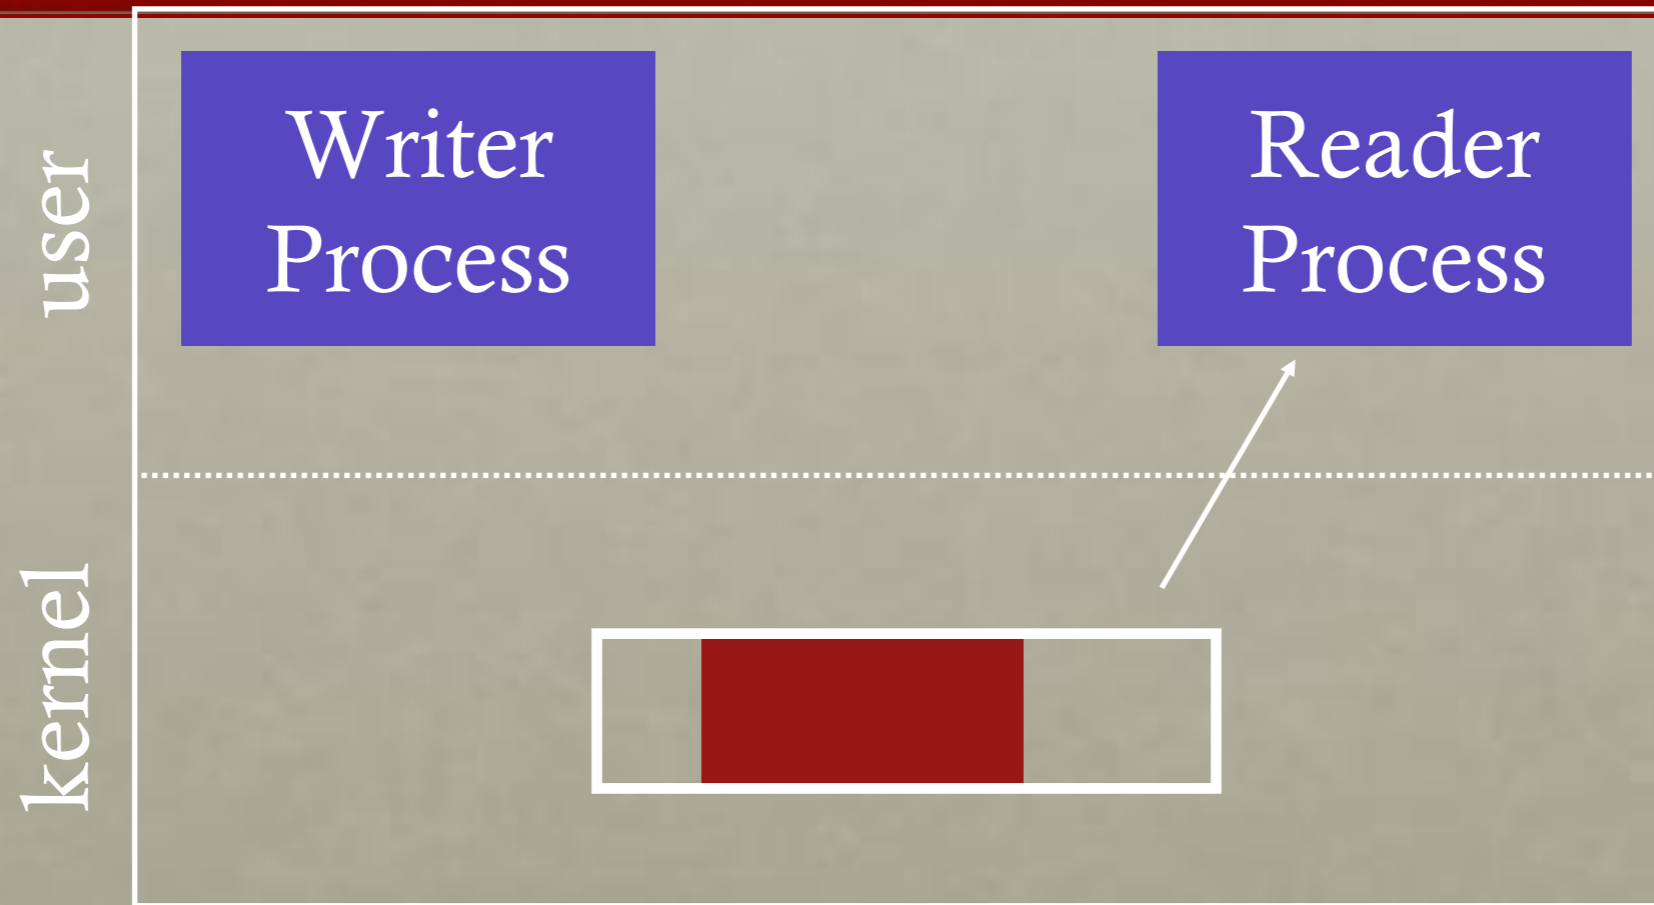 user
Writer
Process
Reader
Process
kernel